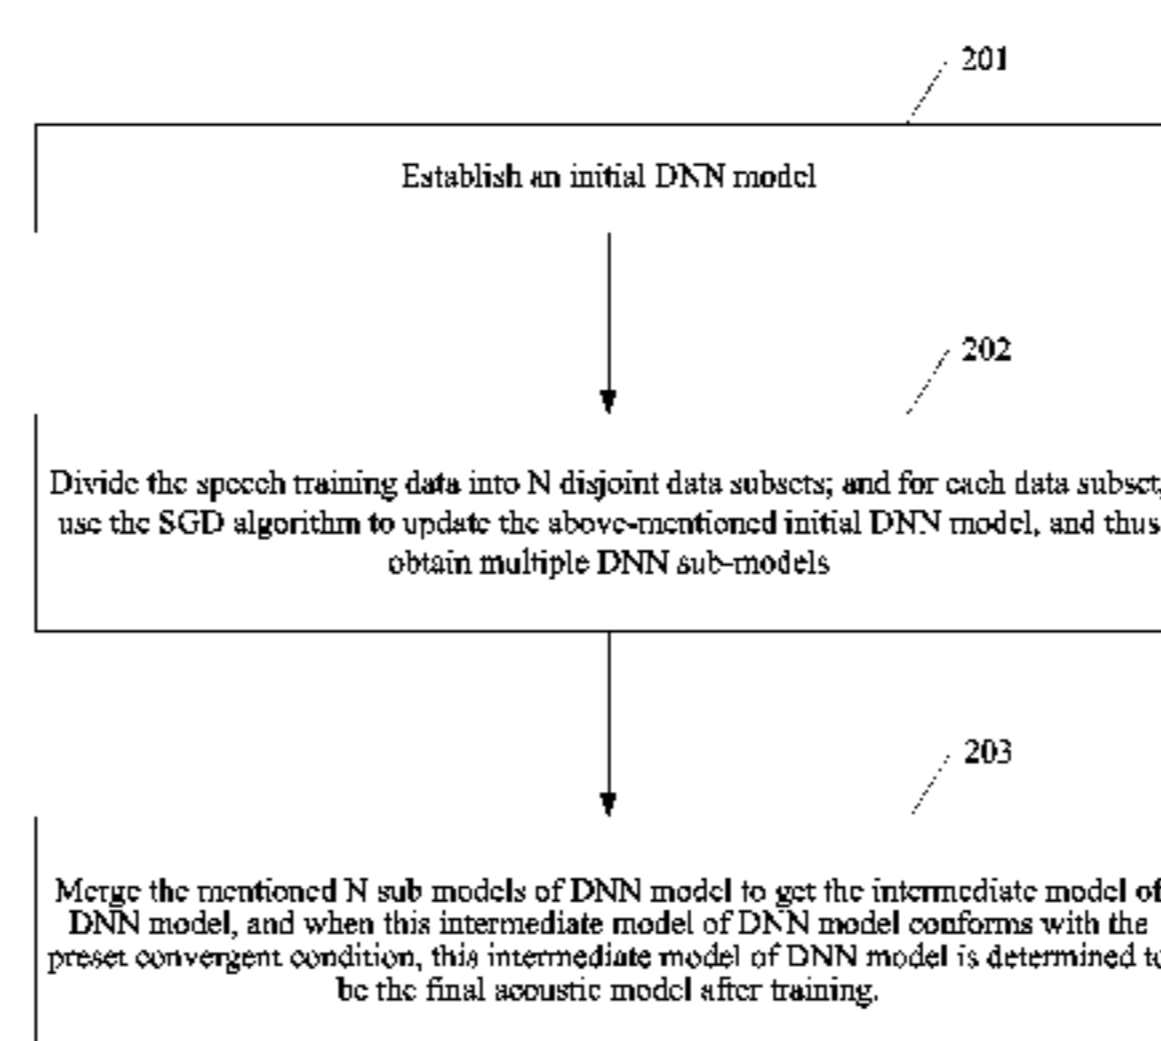 201
Establish an initial DNN model
202
Divide the speech training data into N disjoint data subsets; and for each data subset,
use the SGD algorithm to update the above-mentioned initial DNN model, and thus
obtain multiple DNN sub-models
203
Merge the mentioned N sub models of DNN model to get the intermediate model of
DNN model, and when this intermediate model of DNN model conforms with the
preset convergent condition, this intermediate model of DNN model is determined to
be the final acoustic model after training.